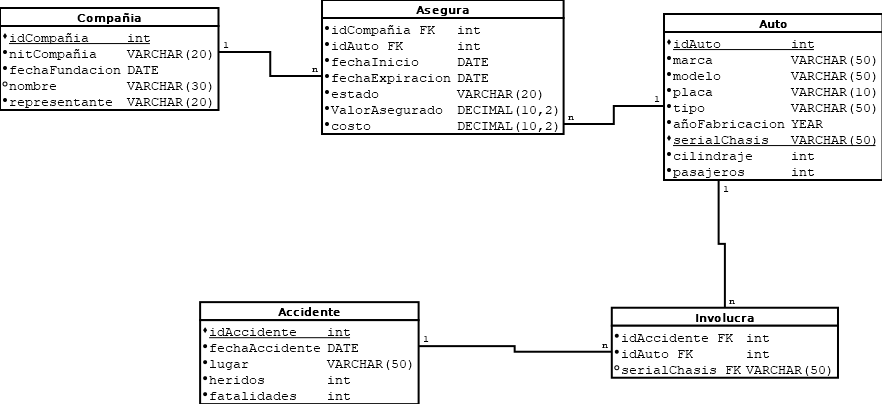 Compañia
idCompañia int
nitCompañia VARCHAR(20)
fechaFundacion DATE
nombre VARCHAR(30)
representante VARCHAR(20)
1
n
Asegura
idCompañia FK int
idAuto FK int
fechaInicio DATE
fechaExpiracion DATE
estado VARCHAR(20)
ValorAsegurado DECIMAL(10,2)
costo DECIMAL(10,2)
n
1
Auto
idAuto int
marca VARCHAR(50)
modelo VARCHAR(50)
placa VARCHAR(10)
tipo VARCHAR(50)
añoFabricacion YEAR
serialChasis VARCHAR(50)
cilindraje int
pasajeros int
1
n
Accidente
idAccidente int
fechaAccidente DATE
lugar VARCHAR(50)
heridos int
fatalidades int
1
n
Involucra
idAccidente FK int
idAuto FK int
serialChasis FK VARCHAR(50)